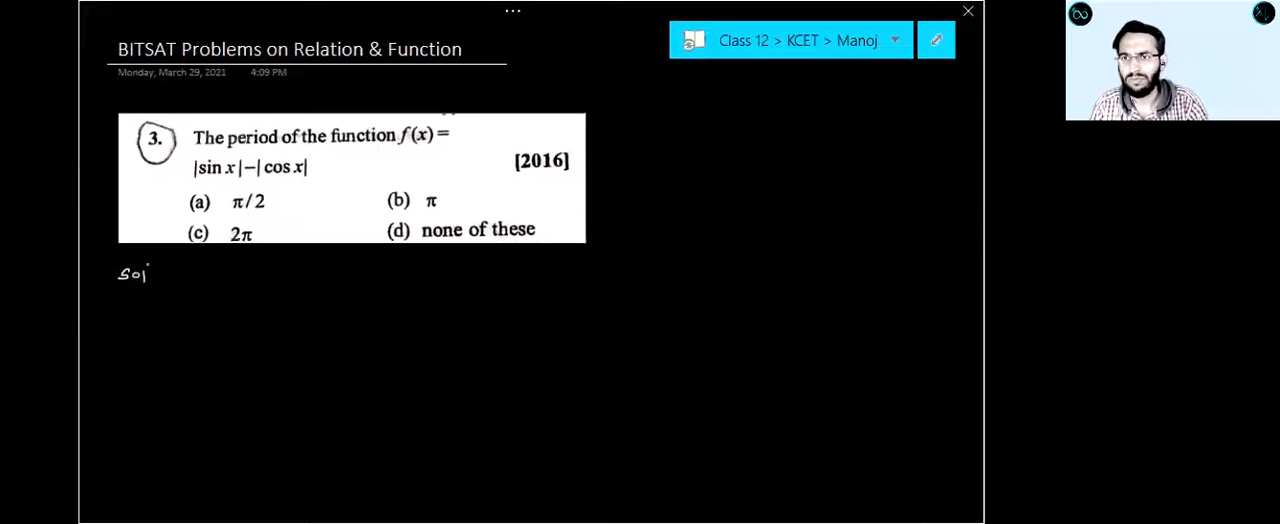 BITSAT Problems on Relation & Function
Monday, March 29, 2021 4:09 PM
Class 12 > KCET > Manoj
3. The period of the function f(x)=
|sin x|−|cos x| [2016]
(a) π/2 (b) π
(c) 2π (d) none of these
Sol